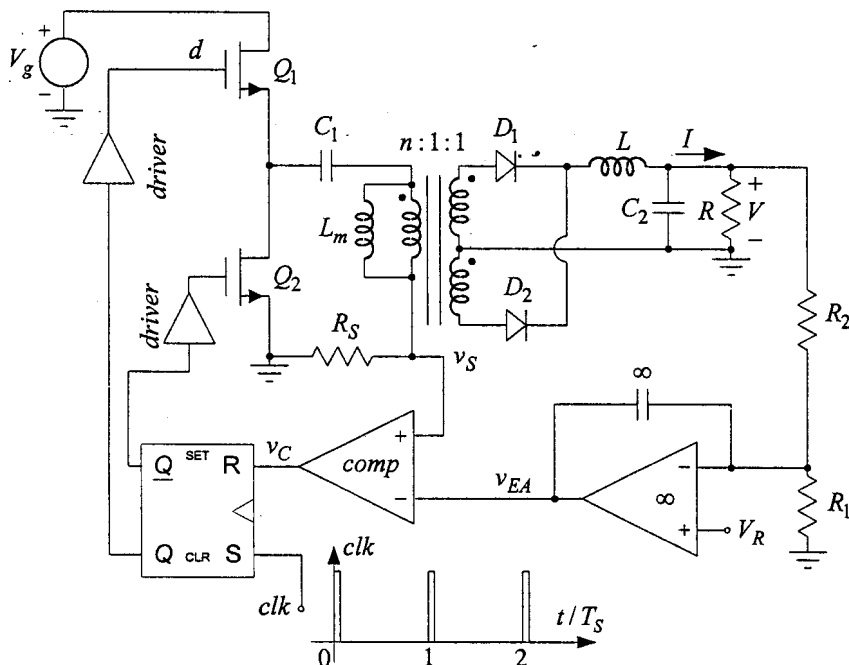 +
V_g
−
d
Q_1
driver
C_1
n:1:1
D_1
L
I
C_2
R
+
V
−
L_m
Q_2
driver
D_2
R_S
v_S
R_2
∞
Q
SET
R
v_C
+
comp
−
v_EA
−
∞
+
V_R
R_1
Q
CLR
S
clk
clk
t/T_S
0
1
2